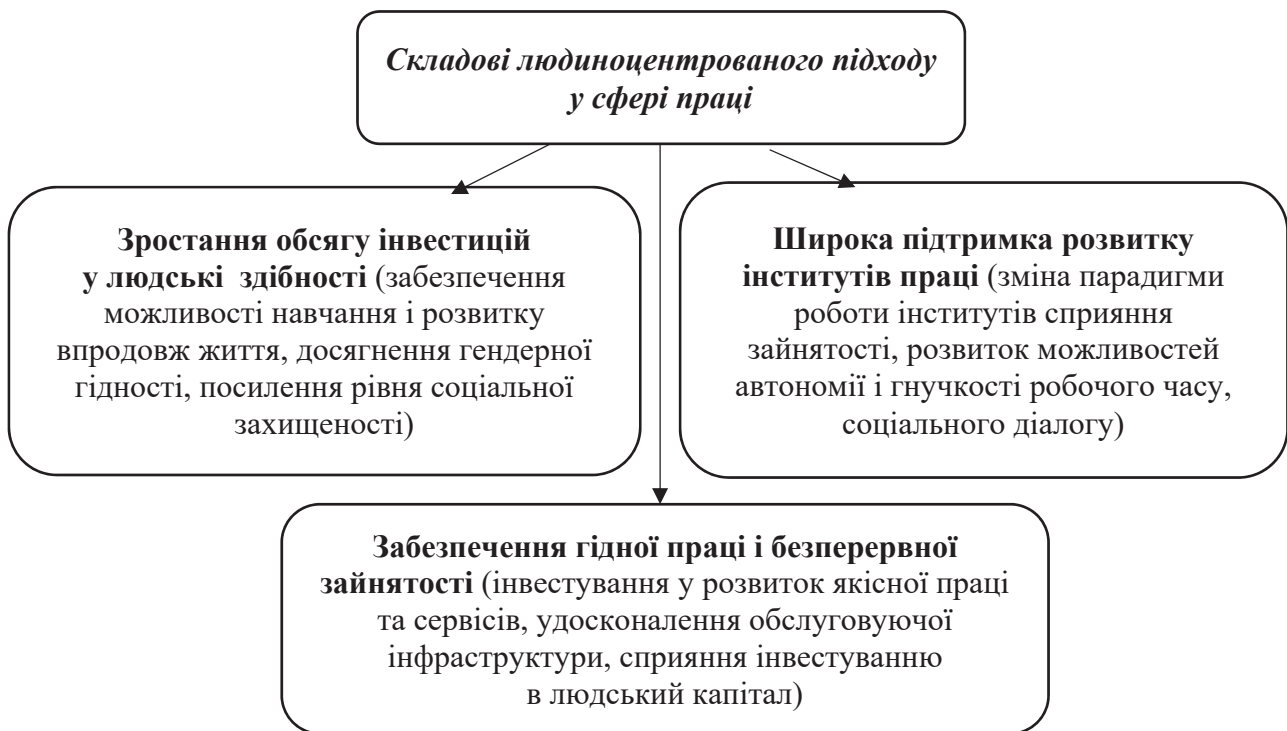 Складові людиноцентрованого підходу
у сфері праці
Зростання обсягу інвестицій
у людські здібності (забезпечення
можливості навчання і розвитку
впродовж життя, досягнення гендерної
гідності, посилення рівня соціальної
захищеності)
Широка підтримка розвитку
інститутів праці (зміна парадигми
роботи інститутів сприяння
зайнятості, розвиток можливостей
автономії і гнучкості робочого часу,
соціального діалогу)
Забезпечення гідної праці і безперервної
зайнятості (інвестування у розвиток якісної праці
та сервісів, удосконалення обслуговуючої
інфраструктури, сприяння інвестуванню
в людський капітал)